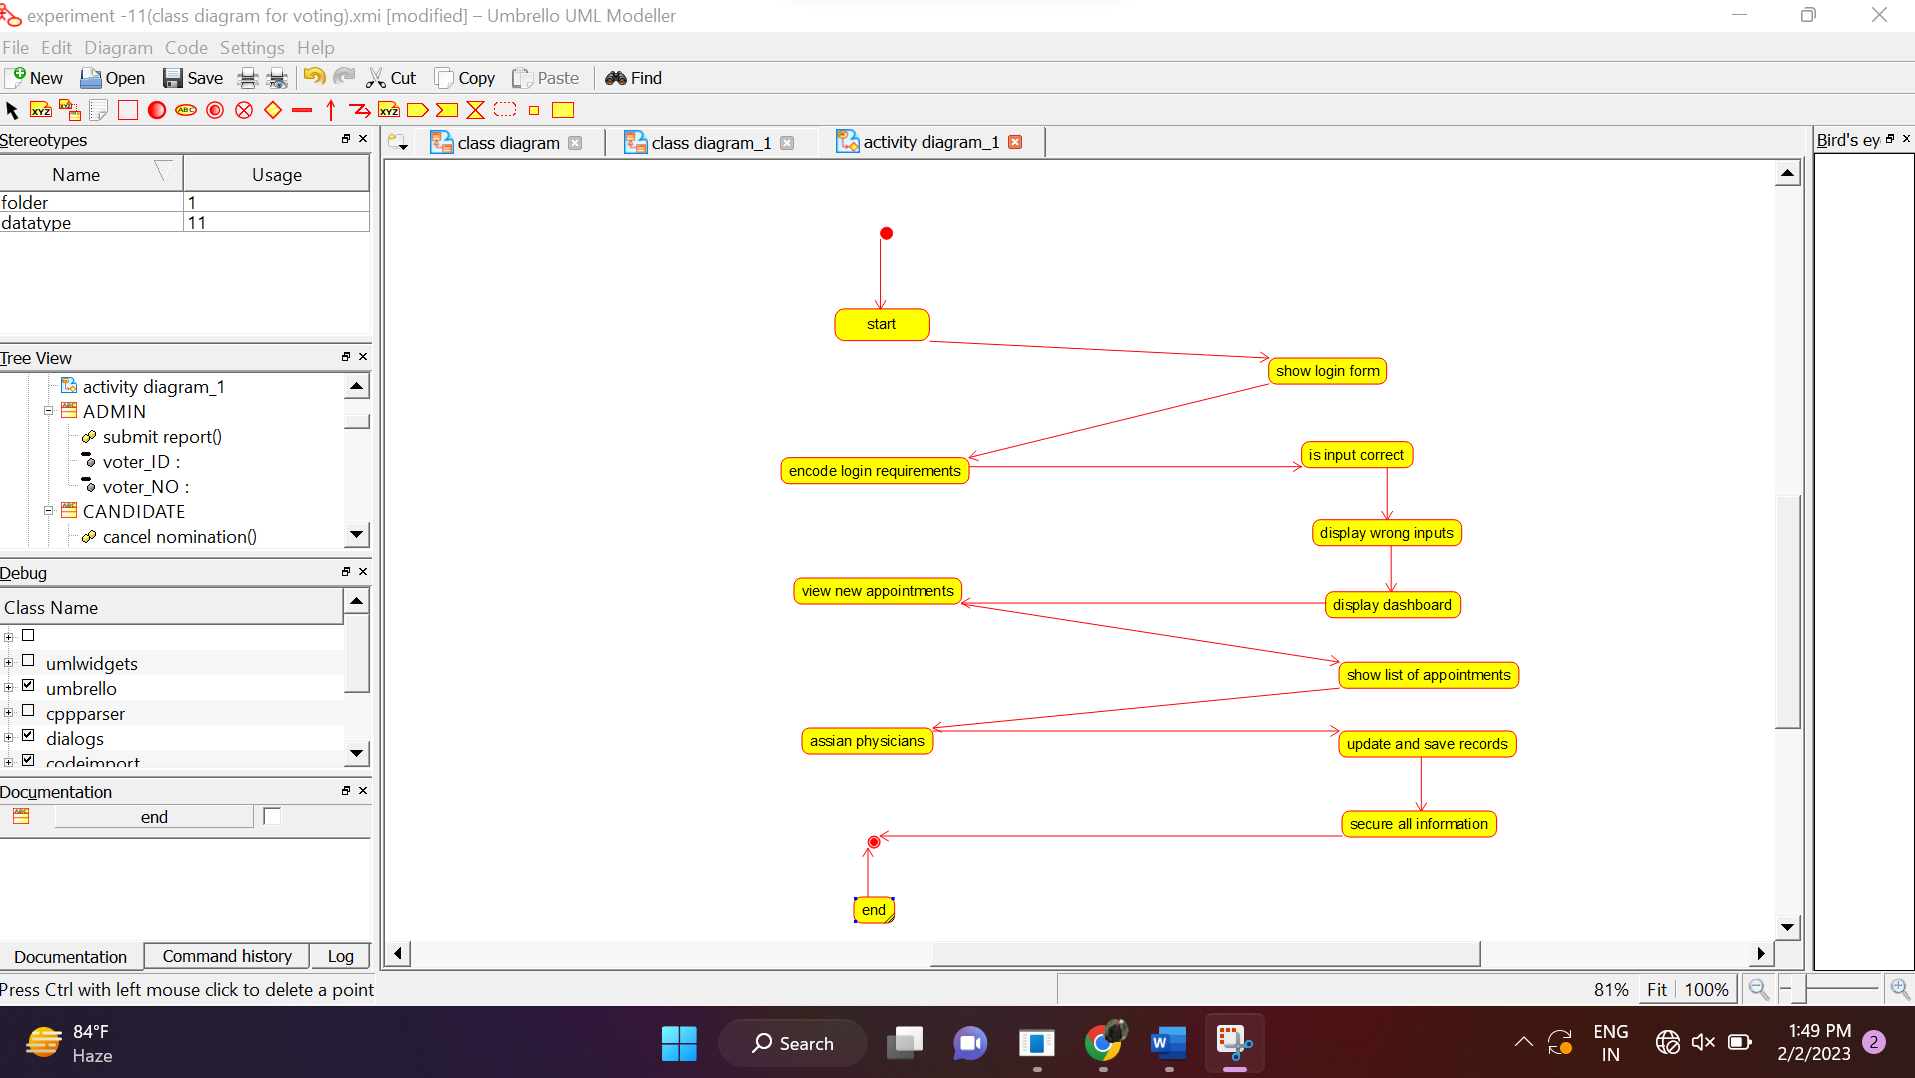 experiment -11(class diagram for voting).xmi [modified] – Umbrello UML Modeller
File Edit Diagram Code Settings Help
New Open Save Cut Copy Paste Find
XYZ XYZ ABC XYZ
Stereotypes
Name Usage
folder 1
datatype 11
Tree View
activity diagram_1
ADMIN
submit report()
voter_ID :
voter_NO :
CANDIDATE
cancel nomination()
Debug
Class Name
umlwidgets
umbrello
cppparser
dialogs
codeimport
Documentation
end
Documentation Command history Log
class diagram class diagram_1 activity diagram_1
Bird's ey
start
show login form
encode login requirements
is input correct
display wrong inputs
view new appointments
display dashboard
show list of appointments
assian physicians
update and save records
secure all information
end
Press Ctrl with left mouse click to delete a point
81% Fit 100%
84°F
Haze
Search
W
ENG
IN
1:49 PM
2/2/2023
2